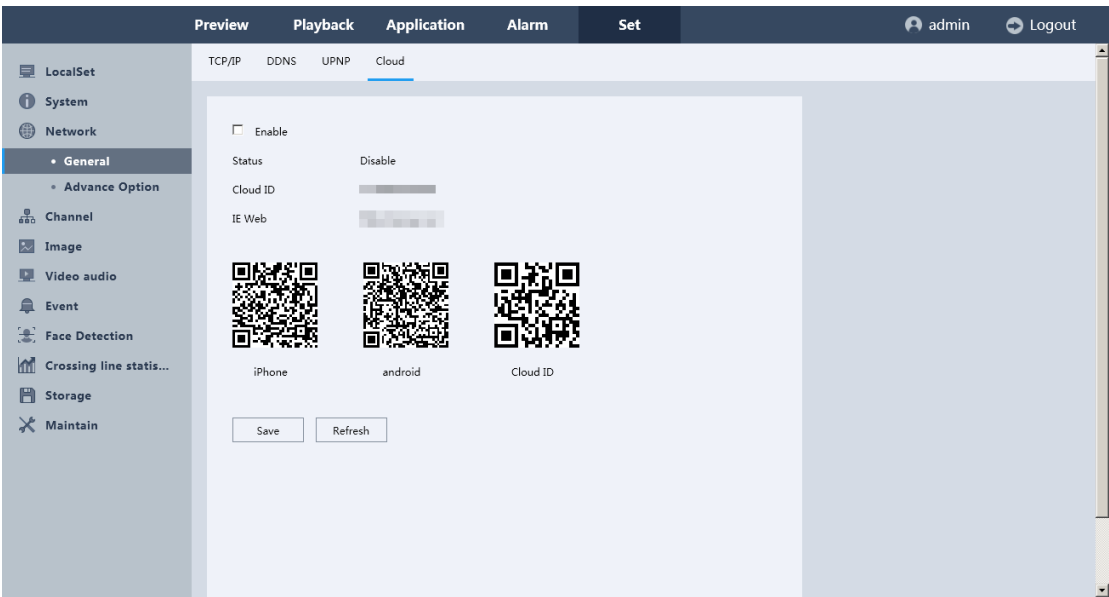 Preview Playback Application Alarm Set admin Logout
TCP/IP DDNS UPNP Cloud
LocalSet
System
Network
• General
• Advance Option
Channel
Image
Video audio
Event
Face Detection
Crossing line statis...
Storage
Maintain
Enable
Status Disable
Cloud ID
IE Web
iPhone android Cloud ID
Save Refresh